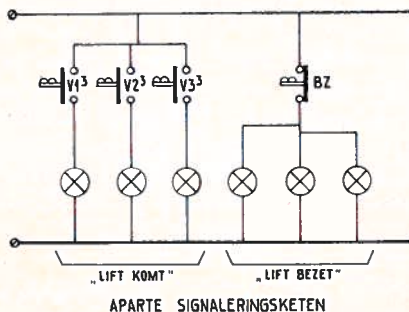 V1³ V2³ V3³ BZ
„LIFT KOMT" „LIFT BEZET"
APARTE SIGNALERINGSKETEN